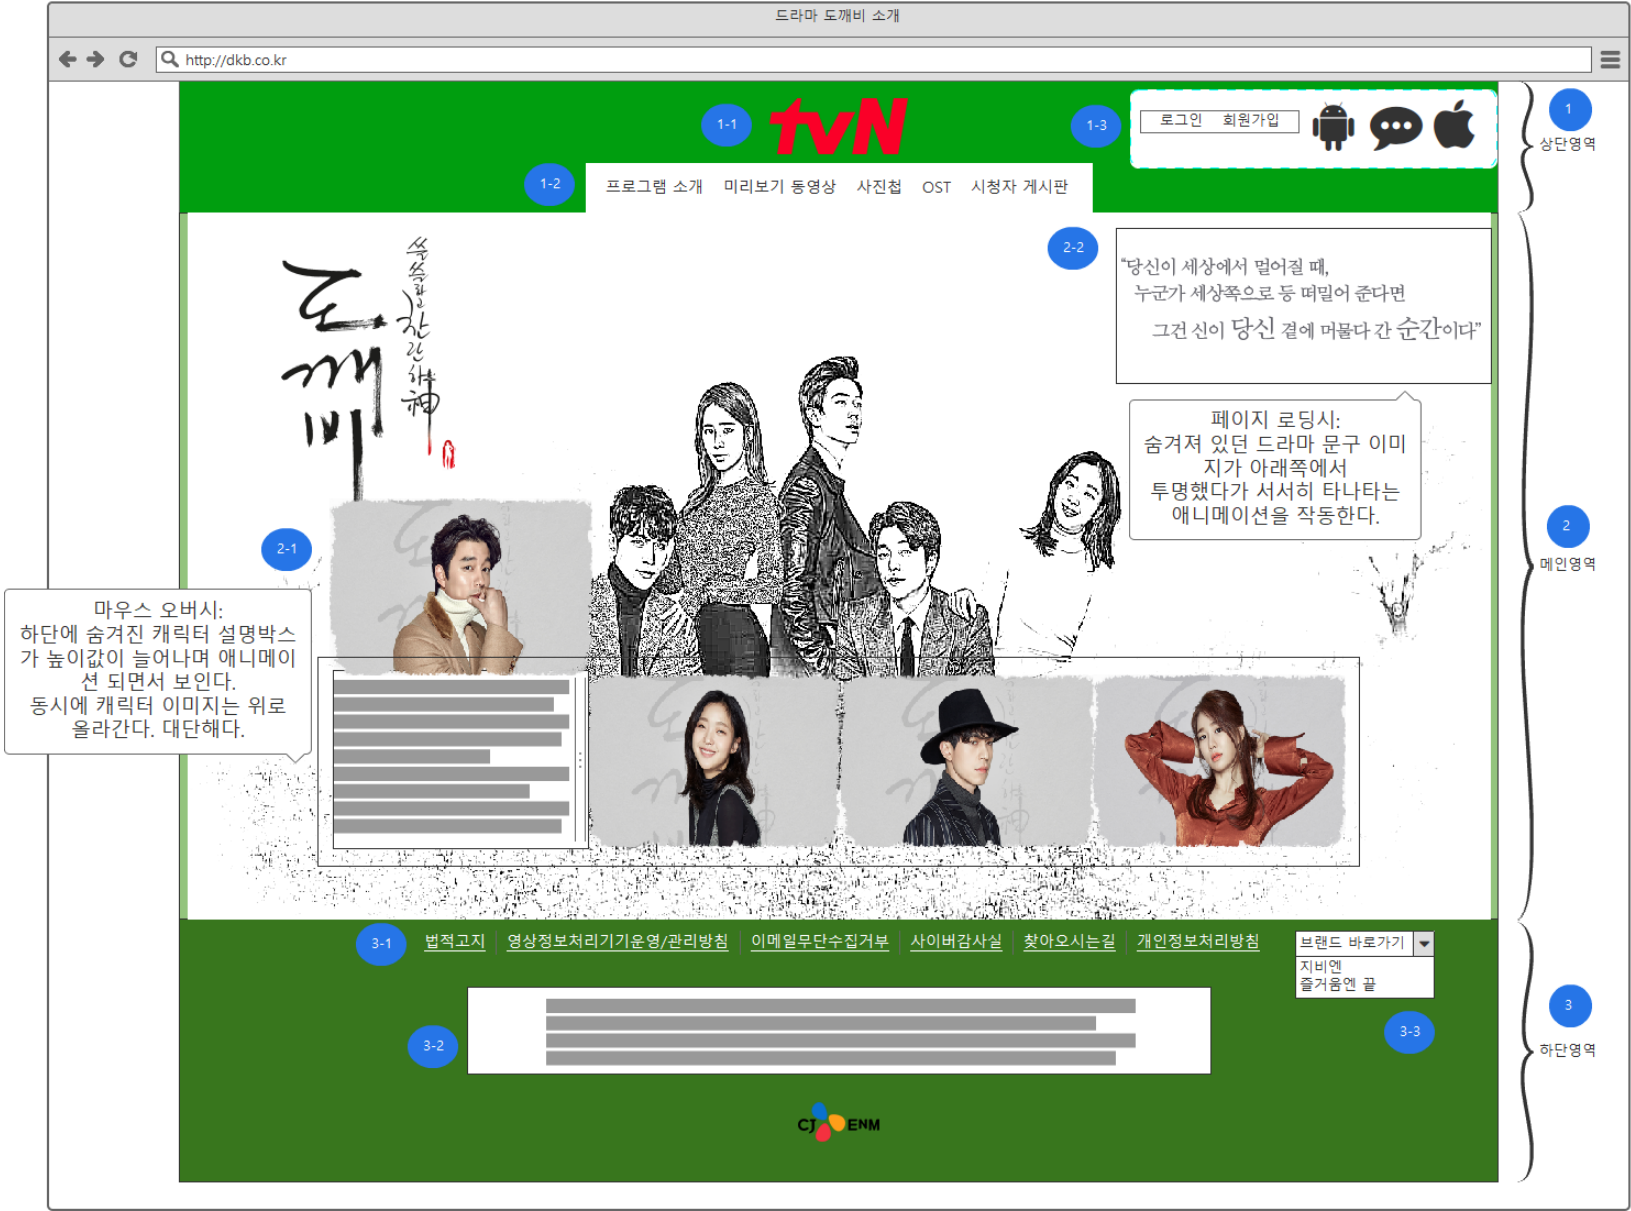 드라마 도깨비 소개
http://dkb.co.kr
1-1
tvN
1-3
로그인 회원가입
1
상단영역
1-2
프로그램 소개 미리보기 동영상 사진첩 OST 시청자 게시판
도깨비
쓸쓸하고 찬란하神
2-2
“당신이 세상에서 멀어질 때,
누군가 세상쪽으로 등 떠밀어 준다면
그건 신이 당신 곁에 머물다 간 순간이다”
페이지 로딩시:
숨겨져 있던 드라마 문구 이미
지가 아래쪽에서
투명했다가 서서히 타나타는
애니메이션을 작동한다.
2
메인영역
2-1
마우스 오버시:
하단에 숨겨진 캐릭터 설명박스
가 높이값이 늘어나며 애니메이
션 되면서 보인다.
동시에 캐릭터 이미지는 위로
올라간다. 대단해다.
3-1
법적고지 영상정보처리기기운영/관리방침 이메일무단수집거부 사이버감사실 찾아오시는길 개인정보처리방침
브랜드 바로가기
지비엔
즐거움엔 끝
3-2
3-3
3
하단영역
CJ ENM